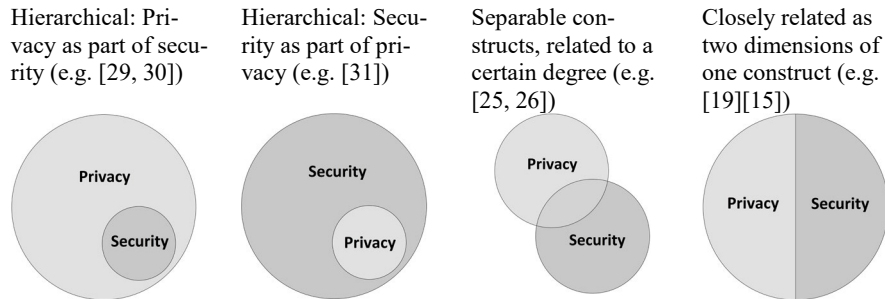 Hierarchical: Pri-
vacy as part of secu-
rity (e.g. [29, 30])
Hierarchical: Secu-
rity as part of pri-
vacy (e.g. [31])
Separable con-
structs, related to a
certain degree (e.g.
[25, 26])
Closely related as
two dimensions of
one construct (e.g.
[19][15])
Privacy
Security
Security
Privacy
Privacy
Security
Privacy
Security